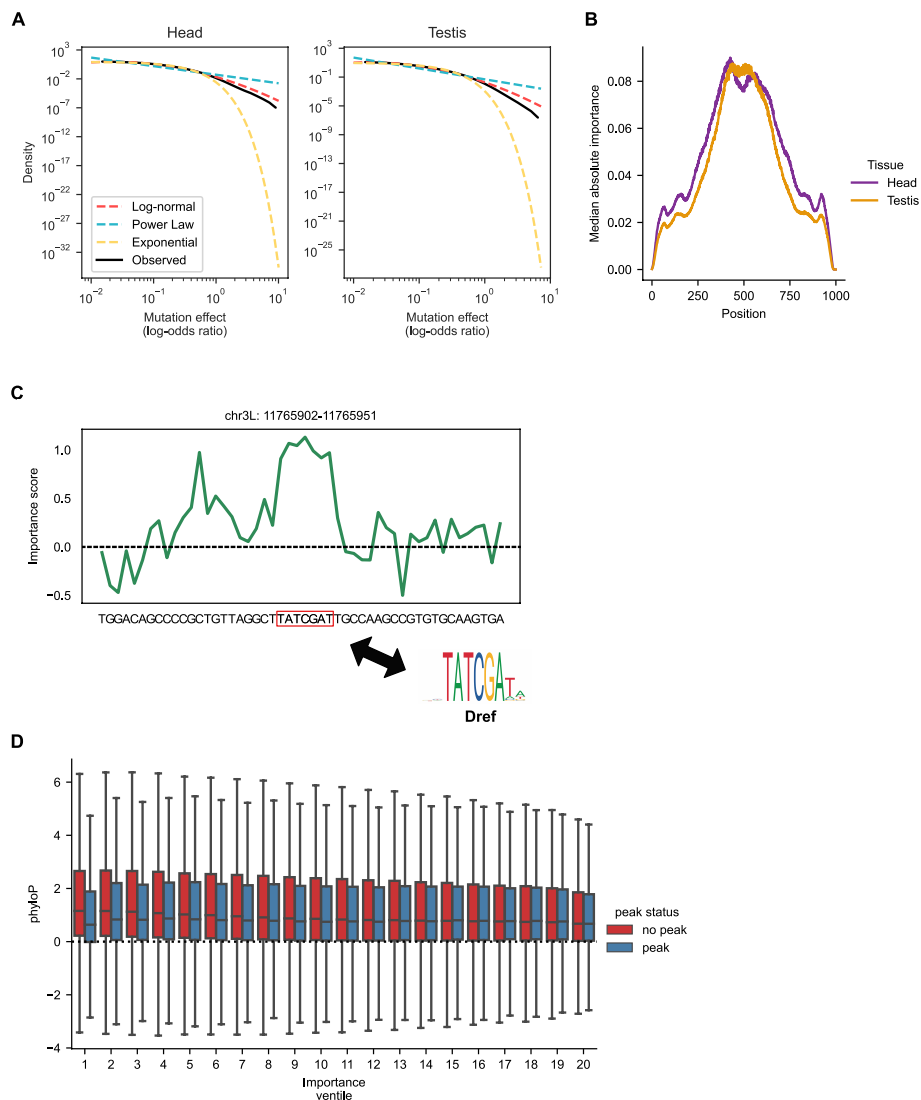 A
Head
Testis
10^3
10^-2
10^-7
10^-12
10^-17
10^-22
10^-27
10^-32
Density
Log-normal
Power Law
Exponential
Observed
10^-2
10^-1
10^0
10^1
Mutation effect
(log-odds ratio)
10^3
10^-1
10^-5
10^-9
10^-13
10^-17
10^-21
10^-25
10^-2
10^-1
10^0
10^1
Mutation effect
(log-odds ratio)
B
Median absolute importance
0.08
0.06
0.04
0.02
0.00
0
250
500
750
1000
Position
Tissue
Head
Testis
C
chr3L: 11765902-11765951
Importance score
1.0
0.5
0.0
−0.5
TGGACAGCCCCGCTGTTAGGCTTATCGATTGCCAAGCCGTGTGCAAGTGA
TATCGATA
Dref
D
phyloP
6
4
2
0
−2
−4
1 2 3 4 5 6 7 8 9 10 11 12 13 14 15 16 17 18 19 20
Importance
ventile
peak status
no peak
peak